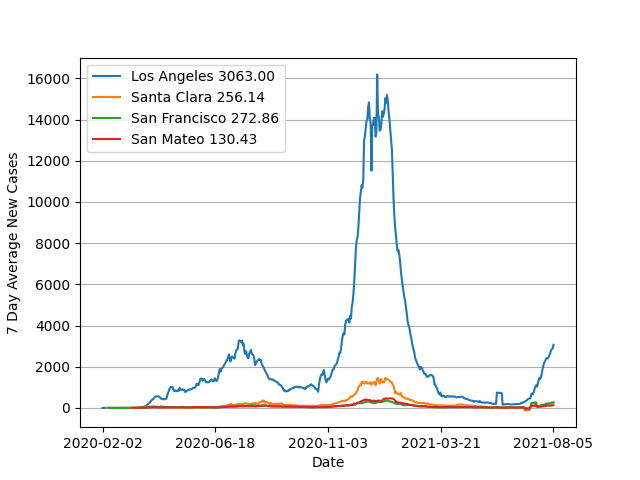 Los Angeles 3063.00
Santa Clara 256.14
San Francisco 272.86
San Mateo 130.43
7 Day Average New Cases
16000
14000
12000
10000
8000
6000
4000
2000
0
2020-02-02 2020-06-18 2020-11-03 2021-03-21 2021-08-05
Date